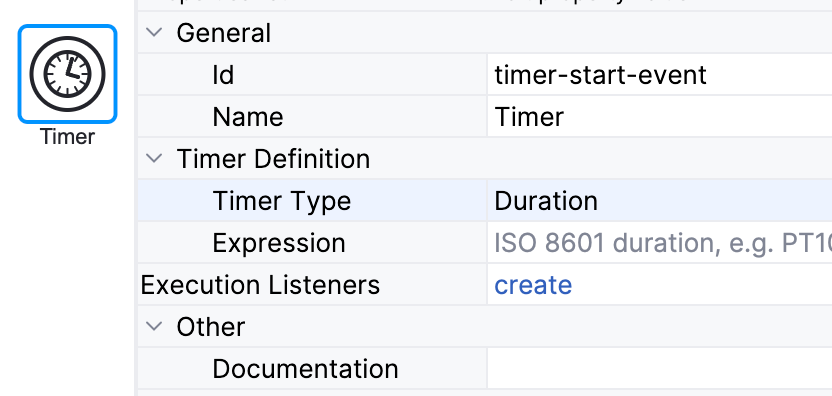 General
Id timer-start-event
Name Timer
Timer
Timer Definition
Timer Type Duration
Expression ISO 8601 duration, e.g.
Execution Listeners create
Other
Documentation